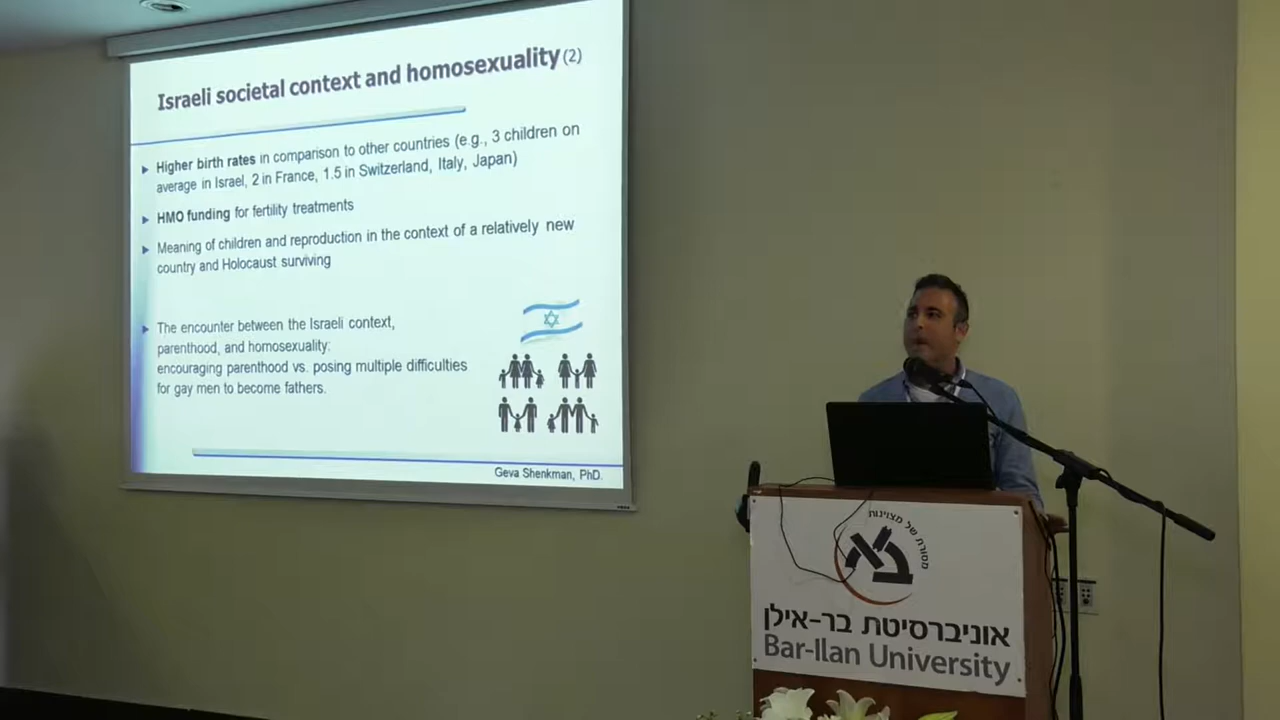 Israeli societal context and homosexuality (2)
Higher birth rates in comparison to other countries (e.g., 3 children on
average in Israel, 2 in France, 1.5 in Switzerland, Italy, Japan)
HMO funding for fertility treatments
Meaning of children and reproduction in the context of a relatively new
country and Holocaust surviving
The encounter between the Israeli context,
parenthood, and homosexuality:
encouraging parenthood vs. posing multiple difficulties
for gay men to become fathers.
Geva Shenkman, PhD.
מסורת של מצוינות
בא
אוניברסיטת בר-אילן
Bar-Ilan University